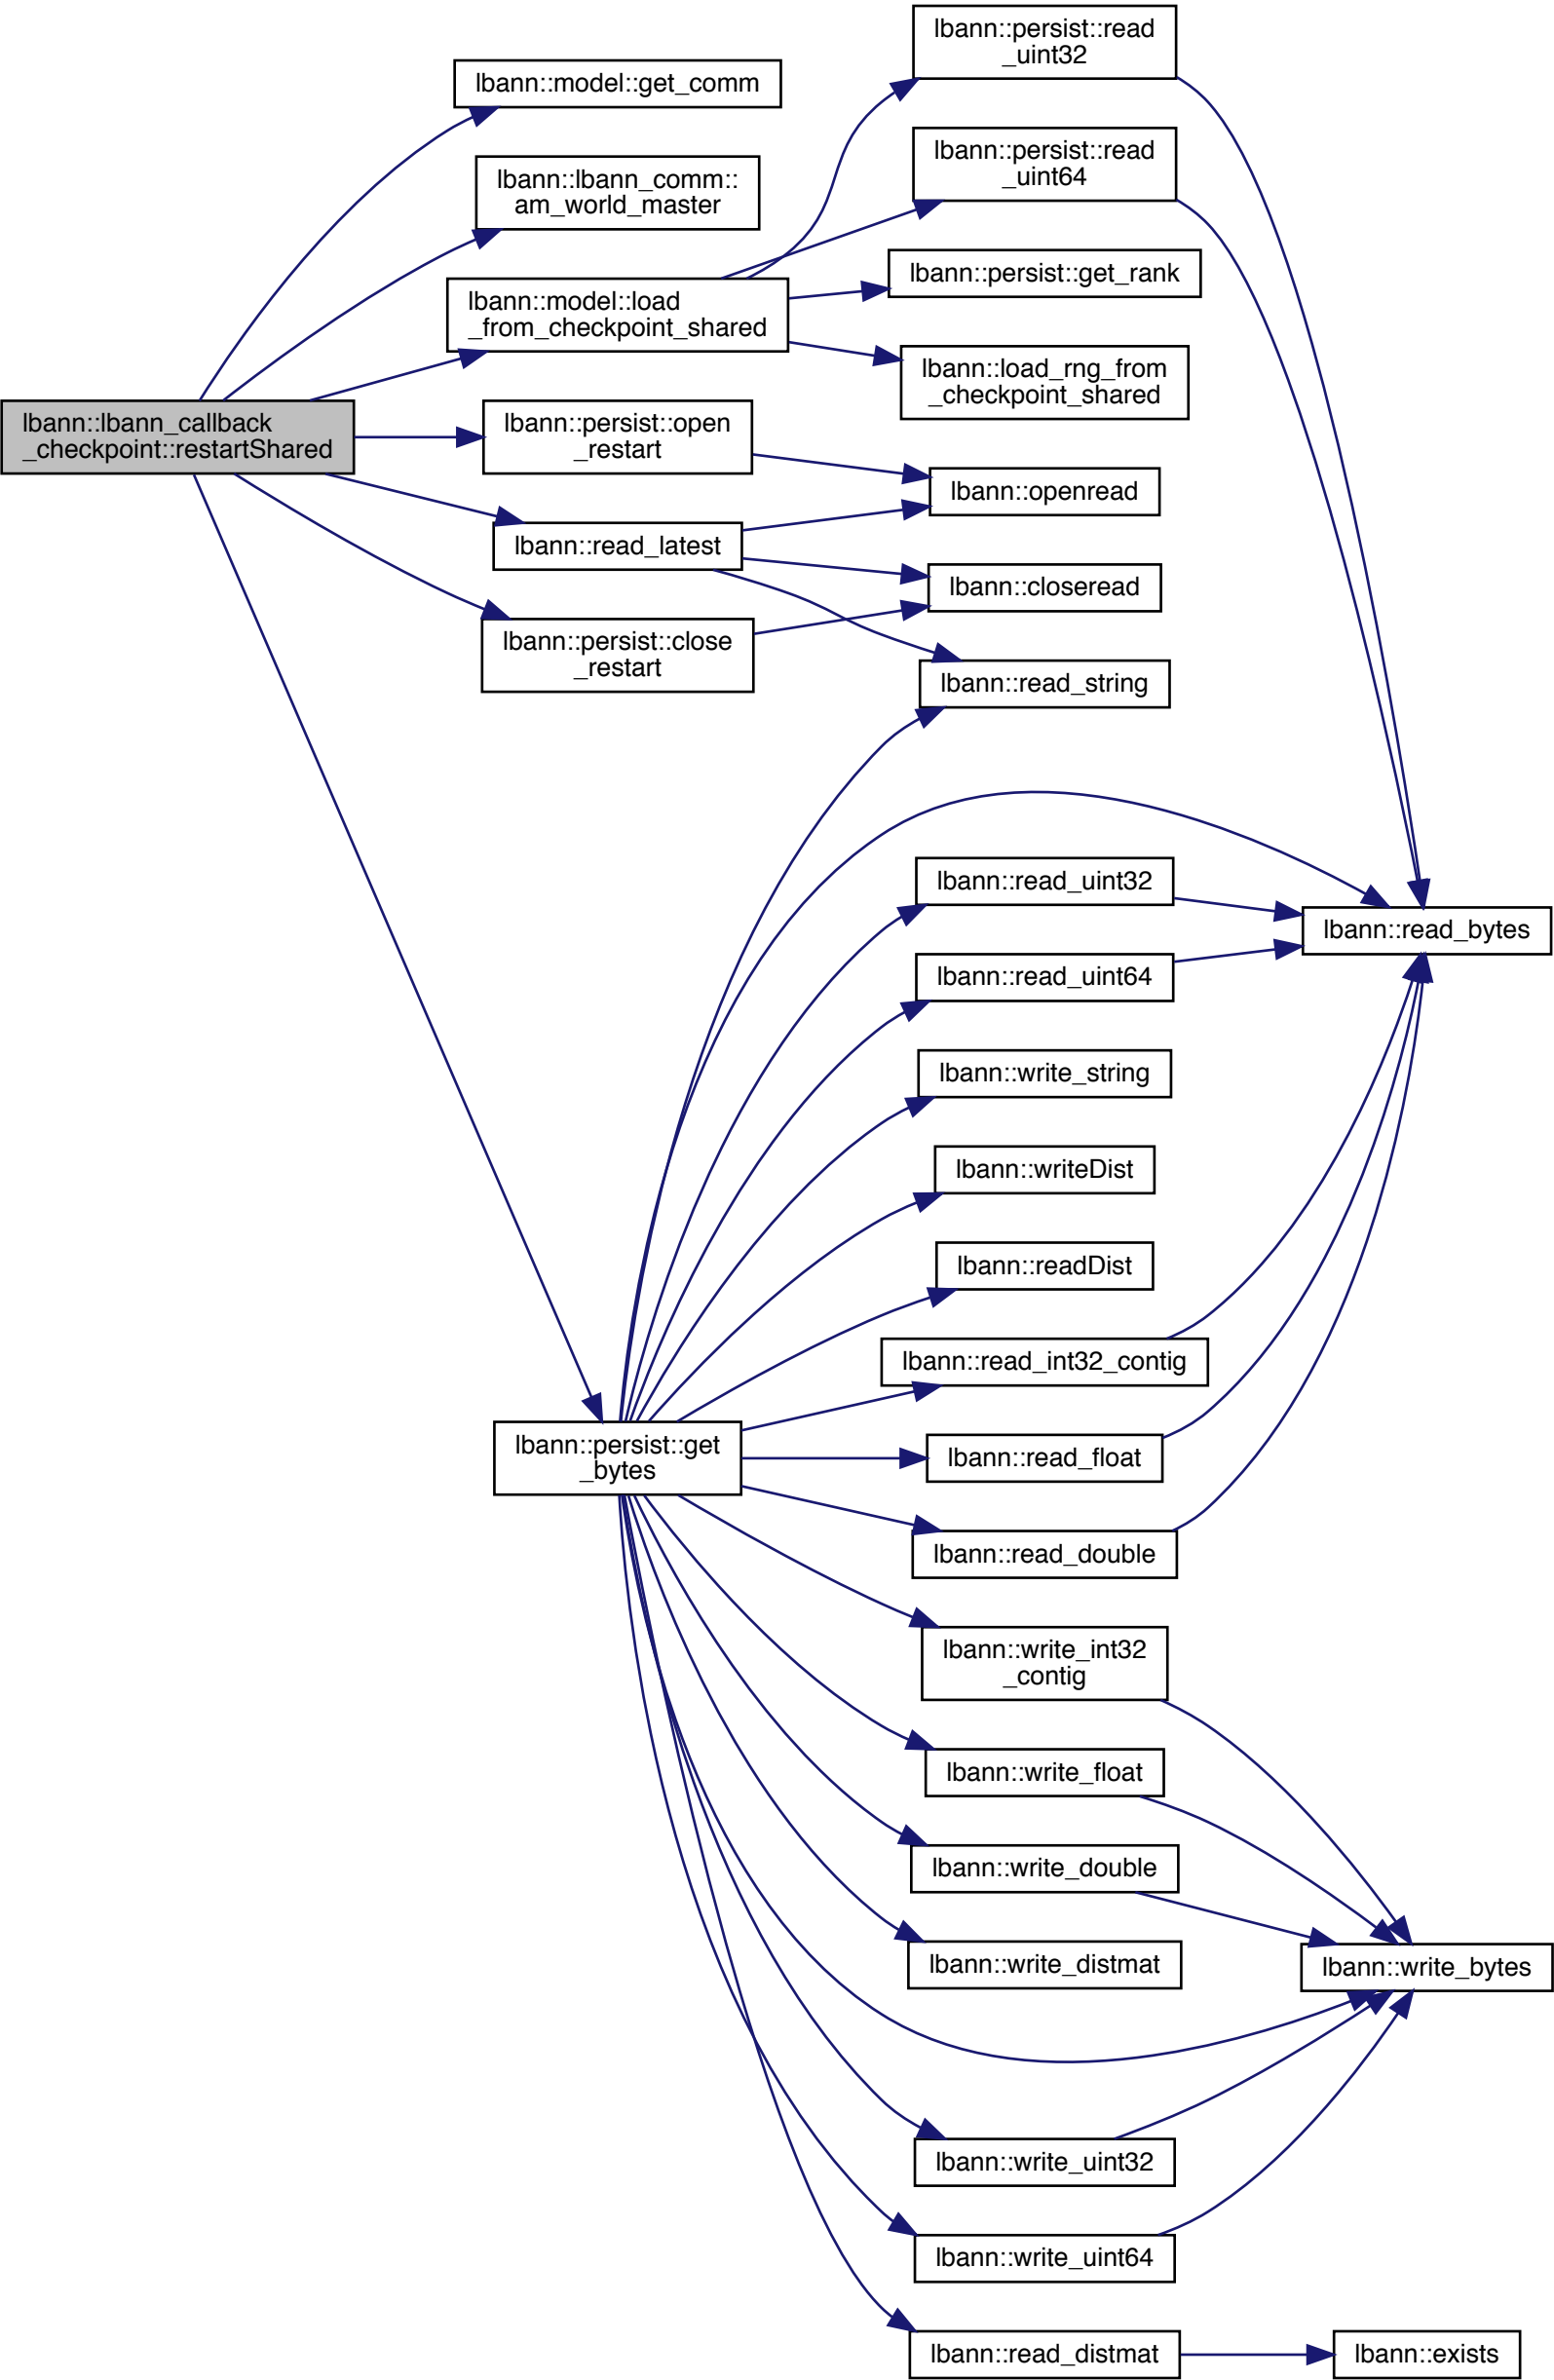 lbann::lbann_callback
_checkpoint::restartShared
lbann::model::get_comm
lbann::lbann_comm::
am_world_master
lbann::model::load
_from_checkpoint_shared
lbann::persist::open
_restart
lbann::read_latest
lbann::persist::close
_restart
lbann::persist::get
_bytes
lbann::persist::read
_uint32
lbann::persist::read
_uint64
lbann::persist::get_rank
lbann::load_rng_from
_checkpoint_shared
lbann::openread
lbann::closeread
lbann::read_string
lbann::read_uint32
lbann::read_uint64
lbann::write_string
lbann::writeDist
lbann::readDist
lbann::read_int32_contig
lbann::read_float
lbann::read_double
lbann::write_int32
_contig
lbann::write_float
lbann::write_double
lbann::write_distmat
lbann::write_uint32
lbann::write_uint64
lbann::read_distmat
lbann::read_bytes
lbann::write_bytes
lbann::exists